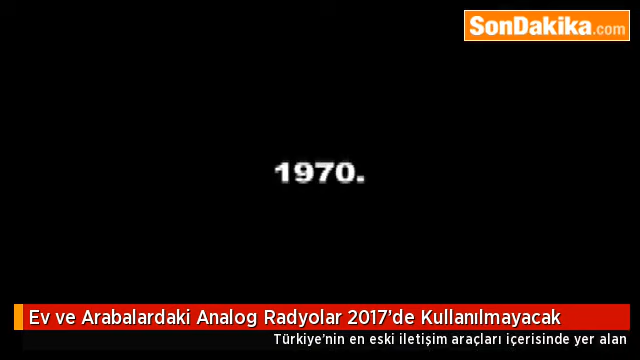 SonDakika.com
1970.
Ev ve Arabalardaki Analog Radyolar 2017’de Kullanılmayacak
Türkiye’nin en eski iletişim araçları içerisinde yer alan